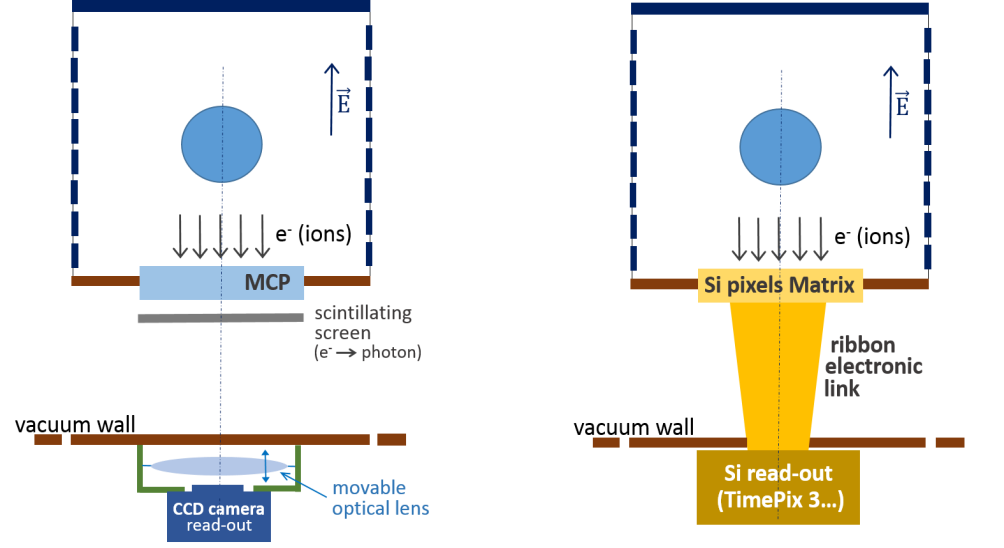 E
e⁻ (ions)
MCP
scintillating
screen
(e⁻ → photon)
vacuum wall
movable
optical lens
CCD camera
read-out
E
e⁻ (ions)
Si pixels Matrix
ribbon
electronic
link
vacuum wall
Si read-out
(TimePix 3...)